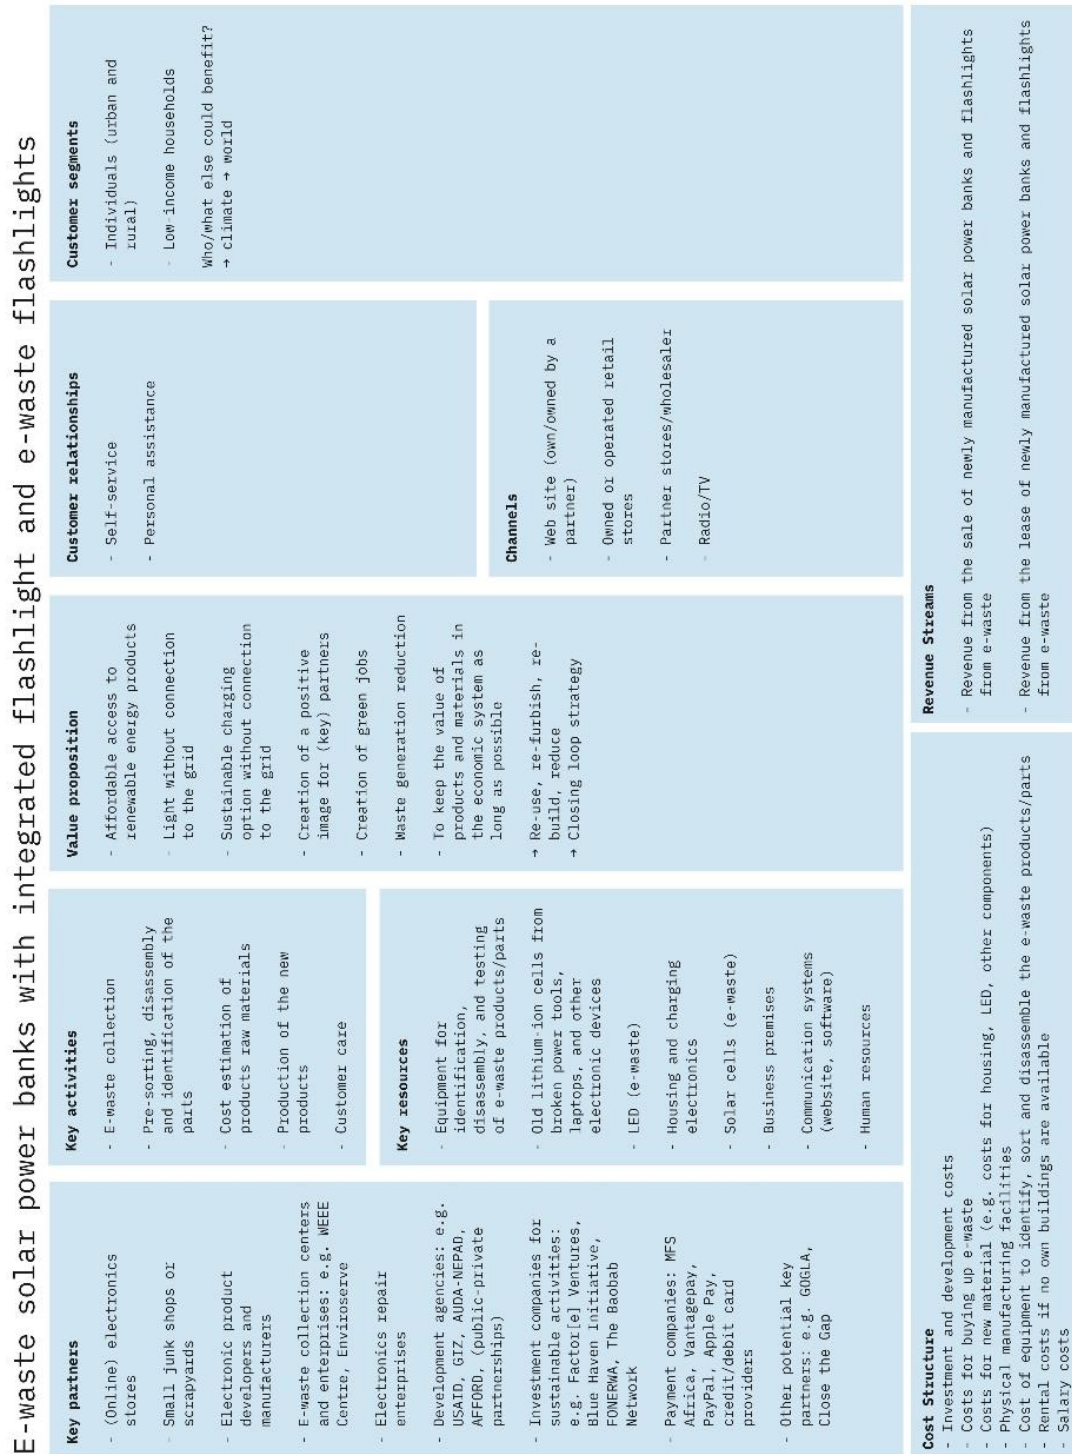 E-waste solar power banks with integrated flashlight and e-waste flashlights
Key partners
- (Online) electronics
stores
- Small junk shops or
scrapyards
- Electronic product
developers and
manufacturers
- E-waste collection centers
and enterprises: e.g. WEEE
Centre, Enviroserve
- Electronics repair
enterprises
- Development agencies: e.g.
USAID, GIZ, AUDA-NEPAD,
AFFORD, (public-private
partnerships)
- Investment companies for
sustainable activities:
e.g. Factor[e] Ventures,
Blue Haven Initiative,
FONERWA, The Baobab
Network
- Payment companies: MFS
Africa, Vantagepay,
PayPal, Apple Pay,
credit/debit card
providers
- Other potential key
partners: e.g. GOGLA,
Close the Gap
Key activities
- E-waste collection
- Pre-sorting, disassembly
and identification of the
parts
- Cost estimation of
products raw materials
- Production of the new
products
- Customer care
Key resources
- Equipment for
identification,
disassembly, and testing
of e-waste products/parts
- Old lithium-ion cells from
broken power tools,
laptops, and other
electronic devices
- LED (e-waste)
- Housing and charging
electronics
- Solar cells (e-waste)
- Business premises
- Communication systems
(website, software)
- Human resources
Value proposition
- Affordable access to
renewable energy products
- Light without connection
to the grid
- Sustainable charging
option without connection
to the grid
- Creation of a positive
image for (key) partners
- Creation of green jobs
- Waste generation reduction
- To keep the value of
products and materials in
the economic system as
long as possible
→ Re-use, re-furbish, re-
build, reduce
→ Closing loop strategy
Customer relationships
- Self-service
- Personal assistance
Channels
- Web site (own/owned by a
partner)
- Owned or operated retail
stores
- Partner stores/wholesaler
- Radio/TV
Customer segments
- Individuals (urban and
rural)
- Low-income households
Who/what else could benefit?
→ climate → world
Cost Structure
- Investment and development costs
- Costs for buying up e-waste
- Costs for new material (e.g. costs for housing, LED, other components)
- Physical manufacturing facilities
- Cost of equipment to identify, sort and disassemble the e-waste products/parts
- Rental costs if no own buildings are available
- Salary costs
Revenue Streams
- Revenue from the sale of newly manufactured solar power banks and flashlights
from e-waste
- Revenue from the lease of newly manufactured solar power banks and flashlights
from e-waste